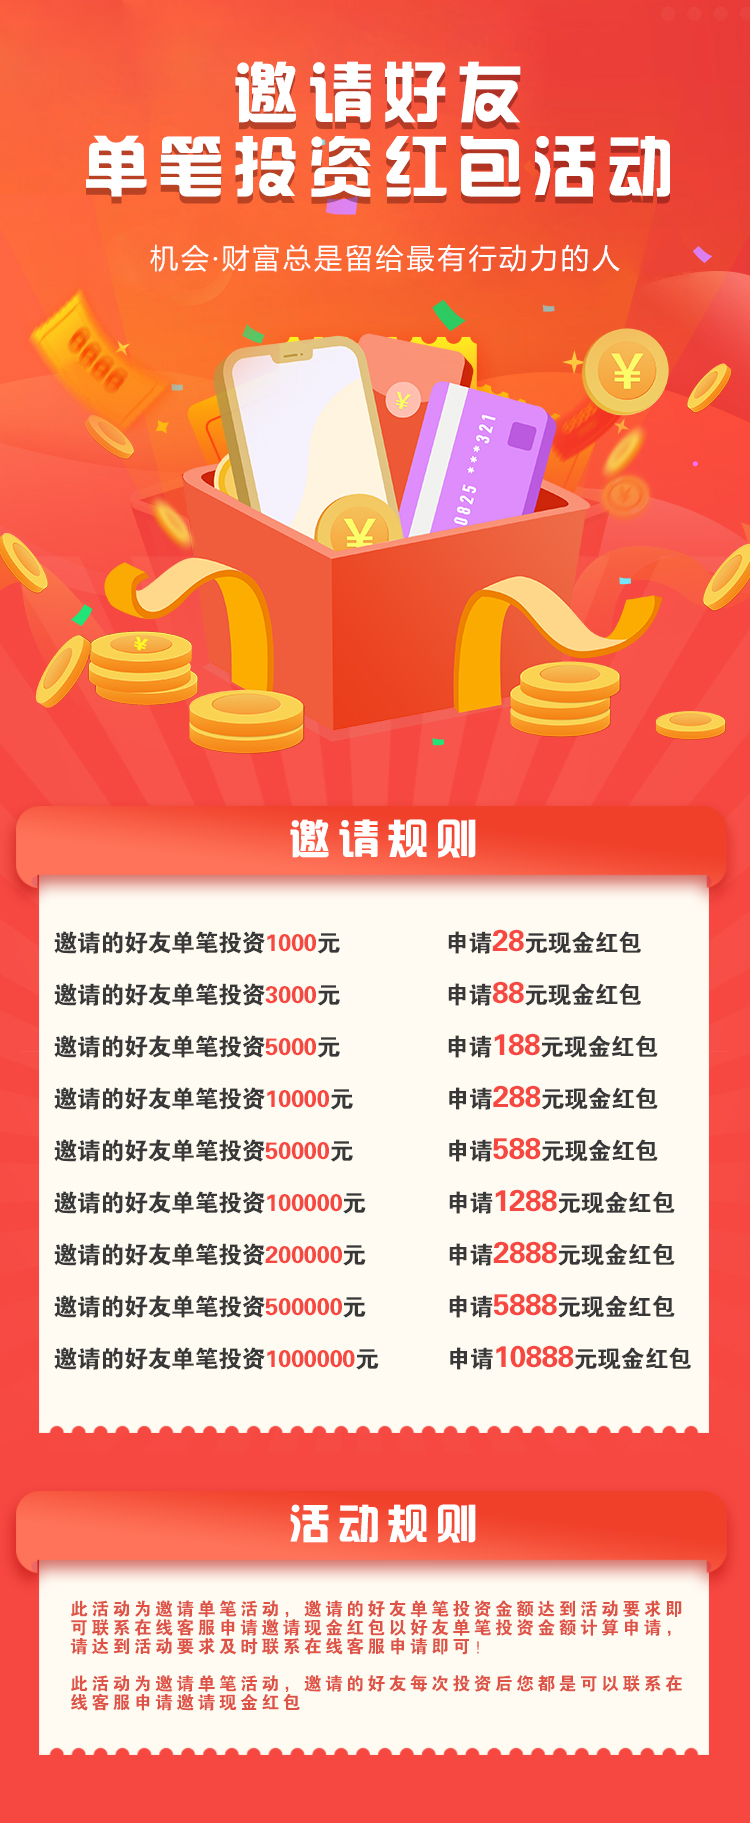 邀请好友
单笔投资红包活动
机会·财富总是留给最有行动力的人
¥
¥
0825 ***321
¥
¥
邀请规则
邀请的好友单笔投资1000元 申请28元现金红包
邀请的好友单笔投资3000元 申请88元现金红包
邀请的好友单笔投资5000元 申请188元现金红包
邀请的好友单笔投资10000元 申请288元现金红包
邀请的好友单笔投资50000元 申请588元现金红包
邀请的好友单笔投资100000元 申请1288元现金红包
邀请的好友单笔投资200000元 申请2888元现金红包
邀请的好友单笔投资500000元 申请5888元现金红包
邀请的好友单笔投资1000000元 申请10888元现金红包
活动规则
此活动为邀请单笔活动，邀请的好友单笔投资金额达到活动要求即
可联系在线客服申请邀请现金红包以好友单笔投资金额计算申请，
请达到活动要求及时联系在线客服申请即可！
此活动为邀请单笔活动，邀请的好友每次投资后您都是可以联系在
线客服申请邀请现金红包